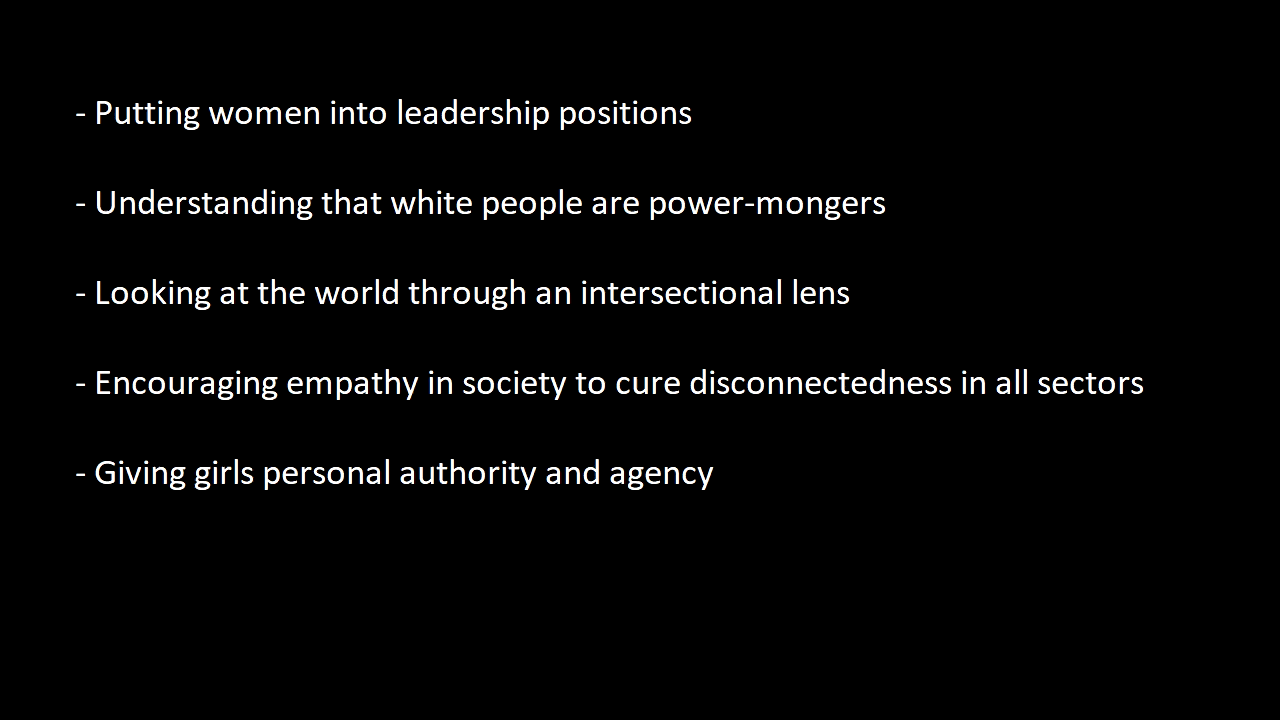 - Putting women into leadership positions
- Understanding that white people are power-mongers
- Looking at the world through an intersectional lens
- Encouraging empathy in society to cure disconnectedness in all sectors
- Giving girls personal authority and agency